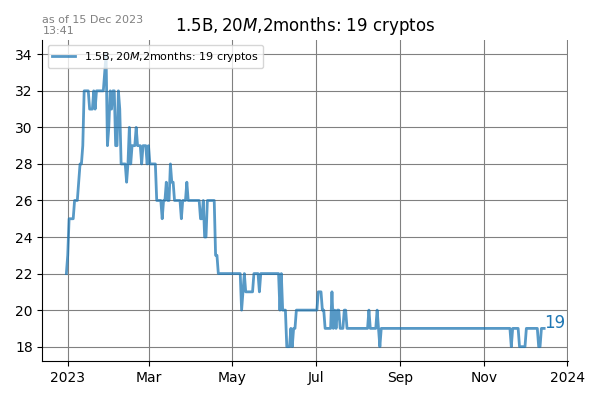 as of 15 Dec 2023
13:41
1.5B, 20M,2months: 19 cryptos
1.5B, 20M,2months: 19 cryptos
34
32
30
28
26
24
22
20
18
19
2023
Mar
May
Jul
Sep
Nov
2024